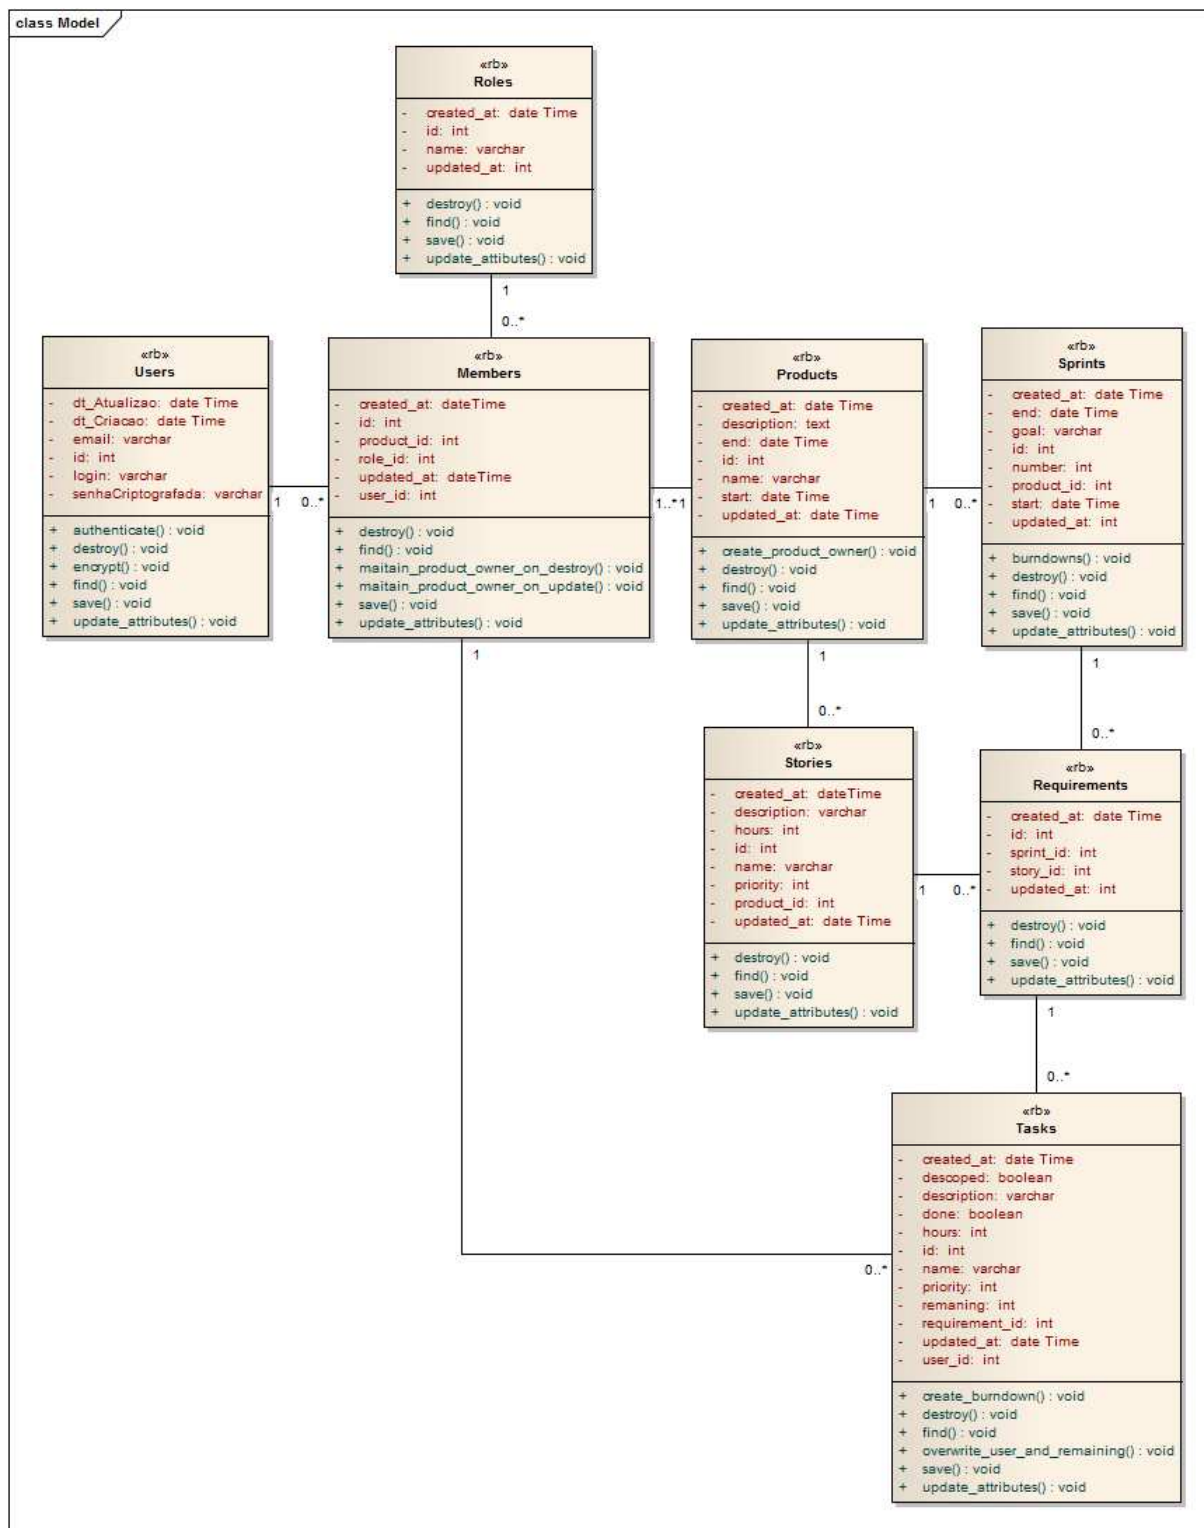 class Model
«rb»
Roles
- created_at: date Time
- id: int
- name: varchar
- updated_at: int
+ destroy() : void
+ find() : void
+ save() : void
+ update_attibutes() : void
1
0..*
«rb»
Users
- dt_Atualizao: date Time
- dt_Criacao: date Time
- email: varchar
- id: int
- login: varchar
- senhaCriptografada: varchar
+ authenticate() : void
+ destroy() : void
+ encrypt() : void
+ find() : void
+ save() : void
+ update_attributes() : void
1 0..*
«rb»
Members
- created_at: dateTime
- id: int
- product_id: int
- role_id: int
- updated_at: dateTime
- user_id: int
+ destroy() : void
+ find() : void
+ maitain_product_owner_on_destroy() : void
+ maitain_product_owner_on_update() : void
+ save() : void
+ update_attributes() : void
1..* 1
«rb»
Products
- created_at: date Time
- description: text
- end: date Time
- id: int
- name: varchar
- start: date Time
- updated_at: date Time
+ create_product_owner() : void
+ destroy() : void
+ find() : void
+ save() : void
+ update_attributes() : void
1 0..*
«rb»
Sprints
- created_at: date Time
- end: date Time
- goal: varchar
- id: int
- number: int
- product_id: int
- start: date Time
- updated_at: int
+ burndowns() : void
+ destroy() : void
+ find() : void
+ save() : void
+ update_attributes() : void
1
1
1
0..*
0..*
«rb»
Stories
- created_at: dateTime
- description: varchar
- hours: int
- id: int
- name: varchar
- priority: int
- product_id: int
- updated_at: date Time
+ destroy() : void
+ find() : void
+ save() : void
+ update_attributes() : void
1 0..*
«rb»
Requirements
- created_at: date Time
- id: int
- sprint_id: int
- story_id: int
- updated_at: int
+ destroy() : void
+ find() : void
+ save() : void
+ update_attributes() : void
1
0..*
«rb»
Tasks
- created_at: date Time
- descoped: boolean
- description: varchar
- done: boolean
- hours: int
- id: int
- name: varchar
- priority: int
- remaning: int
- requirement_id: int
- updated_at: date Time
- user_id: int
+ create_burndown() : void
+ destroy() : void
+ find() : void
+ overwrite_user_and_remaining() : void
+ save() : void
+ update_attributes() : void
0..*